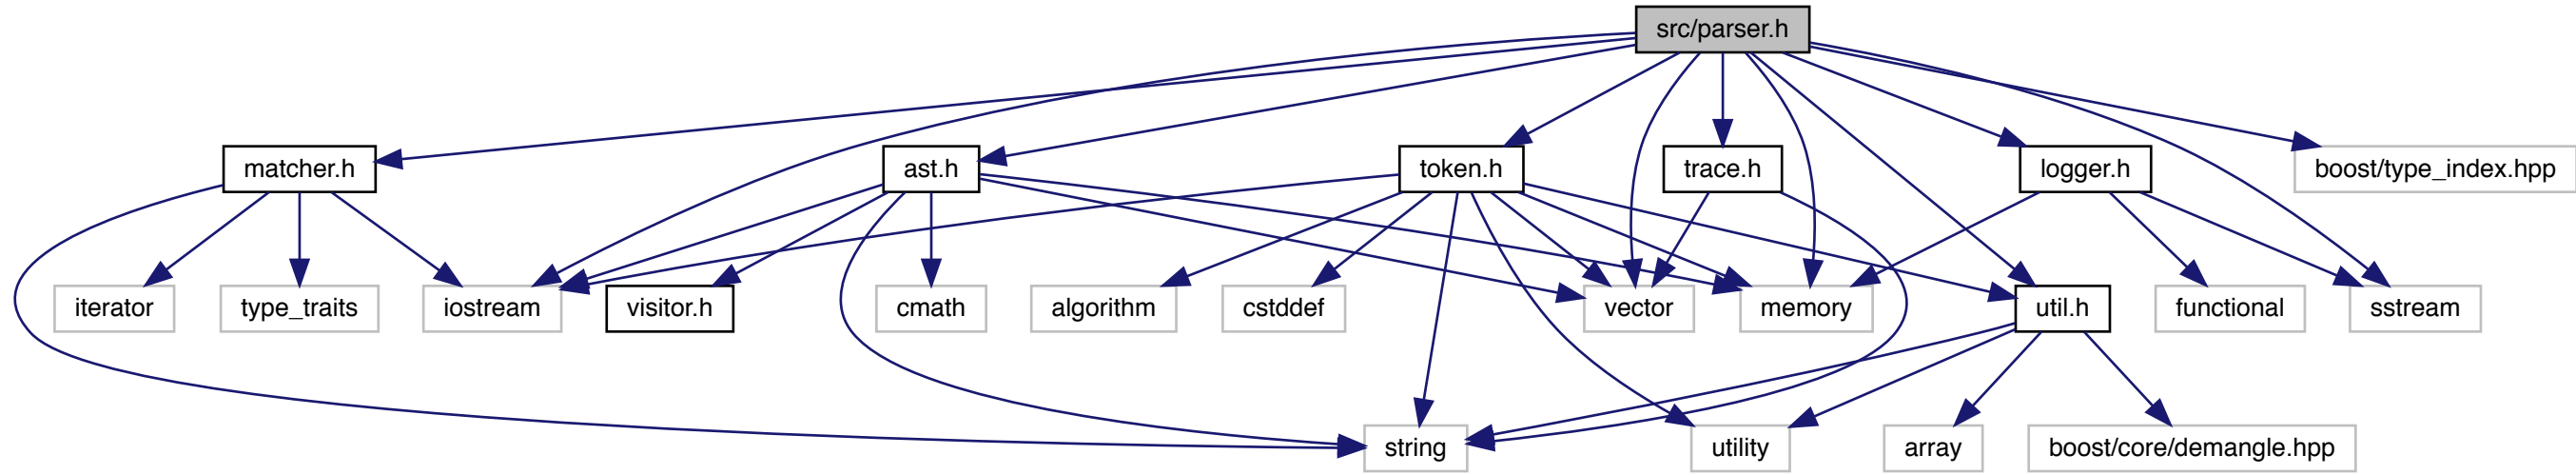 src/parser.h
matcher.h
ast.h
token.h
trace.h
logger.h
boost/type_index.hpp
iterator
type_traits
iostream
visitor.h
cmath
algorithm
cstddef
vector
memory
util.h
functional
sstream
string
utility
array
boost/core/demangle.hpp